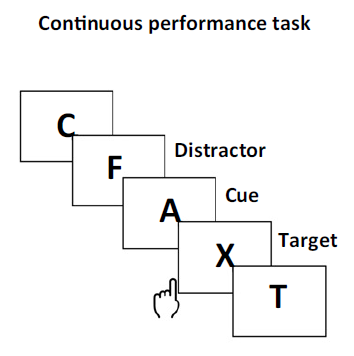 Continuous performance task
C
F
Distractor
A
Cue
X
Target
T